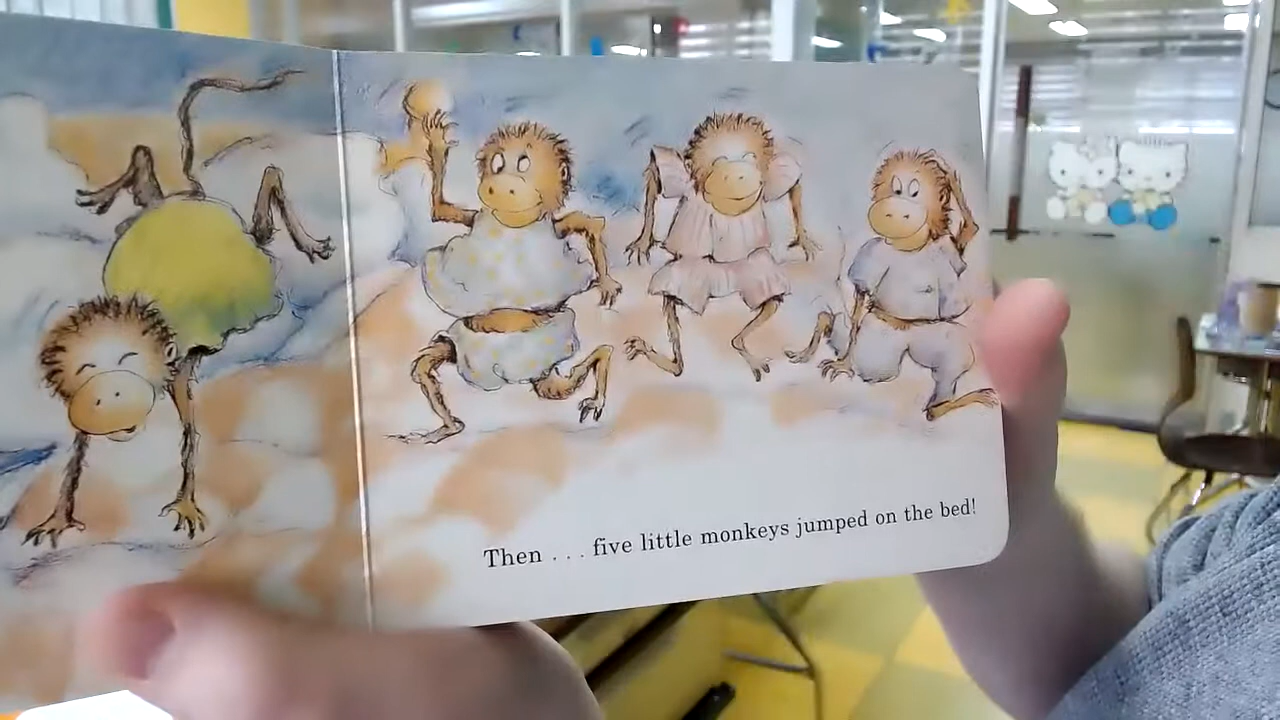 Then . . . five little monkeys jumped on the bed!